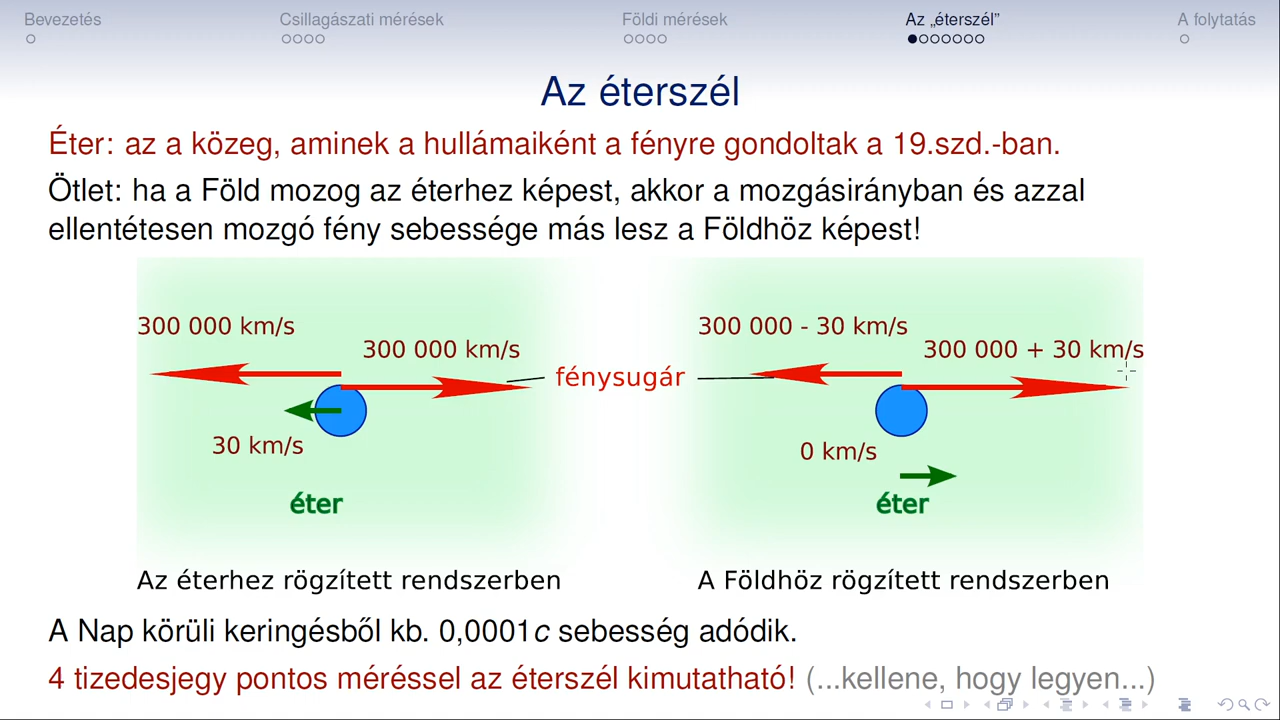 Bevezetés
Csillagászati mérések
Földi mérések
Az „éterszél”
A folytatás
Az éterszél
Éter: az a közeg, aminek a hullámaiként a fényre gondoltak a 19.szd.-ban.
Ötlet: ha a Föld mozog az éterhez képest, akkor a mozgásirányban és azzal
ellentétesen mozgó fény sebessége más lesz a Földhöz képest!
300 000 km/s
300 000 km/s
30 km/s
éter
Az éterhez rögzített rendszerben
fénysugár
300 000 - 30 km/s
300 000 + 30 km/s
0 km/s
éter
A Földhöz rögzített rendszerben
A Nap körüli keringésből kb. 0,0001c sebesség adódik.
4 tizedesjegy pontos méréssel az éterszél kimutatható! (...kellene, hogy legyen...)